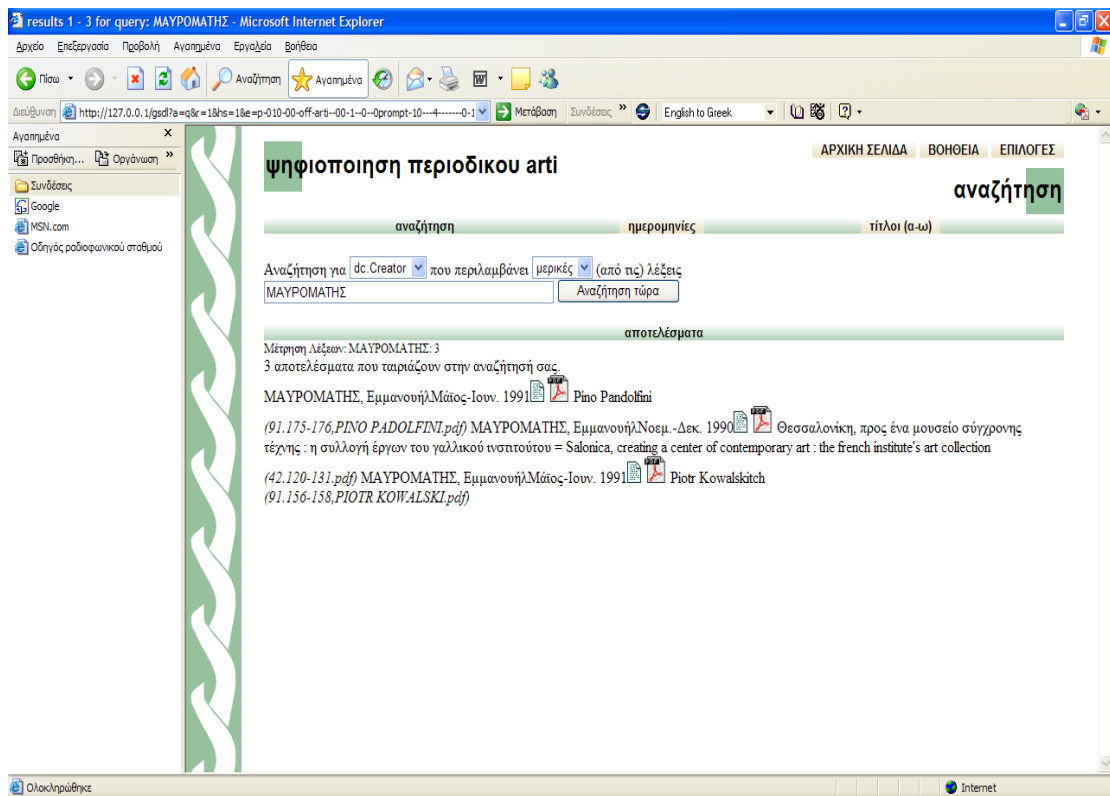 results 1 - 3 for query: ΜΑΥΡΟΜΑΤΗΣ - Microsoft Internet Explorer
Αρχείο Επεξεργασία Προβολή Αγαπημένα Εργαλεία Βοήθεια
Πίσω Αναζήτηση Αγαπημένα
Διεύθυνση http://127.0.0.1/gsdl?a=q&r=1&hs=1&e=p-010-00-off-arti--00-1--0--0prompt-10---4-------0-1 Μετάβαση Συνδέσεις » English to Greek
Αγαπημένα x
Προσθήκη... Οργάνωση »
Συνδέσεις
Google
MSN.com
Οδηγός ραδιοφωνικού σταθμού
ΑΡΧΙΚΗ ΣΕΛΙΔΑ ΒΟΗΘΕΙΑ ΕΠΙΛΟΓΕΣ
ψηφιοποιηση περιοδικου arti
αναζήτηση
αναζήτηση ημερομηνίες τίτλοι (α-ω)
Αναζήτηση για dc.Creator που περιλαμβάνει μερικές (από τις) λέξεις
ΜΑΥΡΟΜΑΤΗΣ Αναζήτηση τώρα
αποτελέσματα
Μέτρηση Λέξεων: ΜΑΥΡΟΜΑΤΗΣ: 3
3 αποτελέσματα που ταιριάζουν στην αναζήτησή σας.
ΜΑΥΡΟΜΑΤΗΣ, ΕμμανουήλΜάϊος-Ιουν. 1991 Pino Pandolfini
(91.175-176,PINO PADOLFINI.pdf) ΜΑΥΡΟΜΑΤΗΣ, ΕμμανουήλΝοεμ.-Δεκ. 1990 Θεσσαλονίκη, προς ένα μουσείο σύγχρονης
τέχνης : η συλλογή έργων του γαλλικού ινστιτούτου = Salonica, creating a center of contemporary art : the french institute's art collection
(42.120-131.pdf) ΜΑΥΡΟΜΑΤΗΣ, ΕμμανουήλΜάϊος-Ιουν. 1991 Piotr Kowalskitch
(91.156-158,PIOTR KOWALSKI.pdf)
Ολοκληρώθηκε Internet